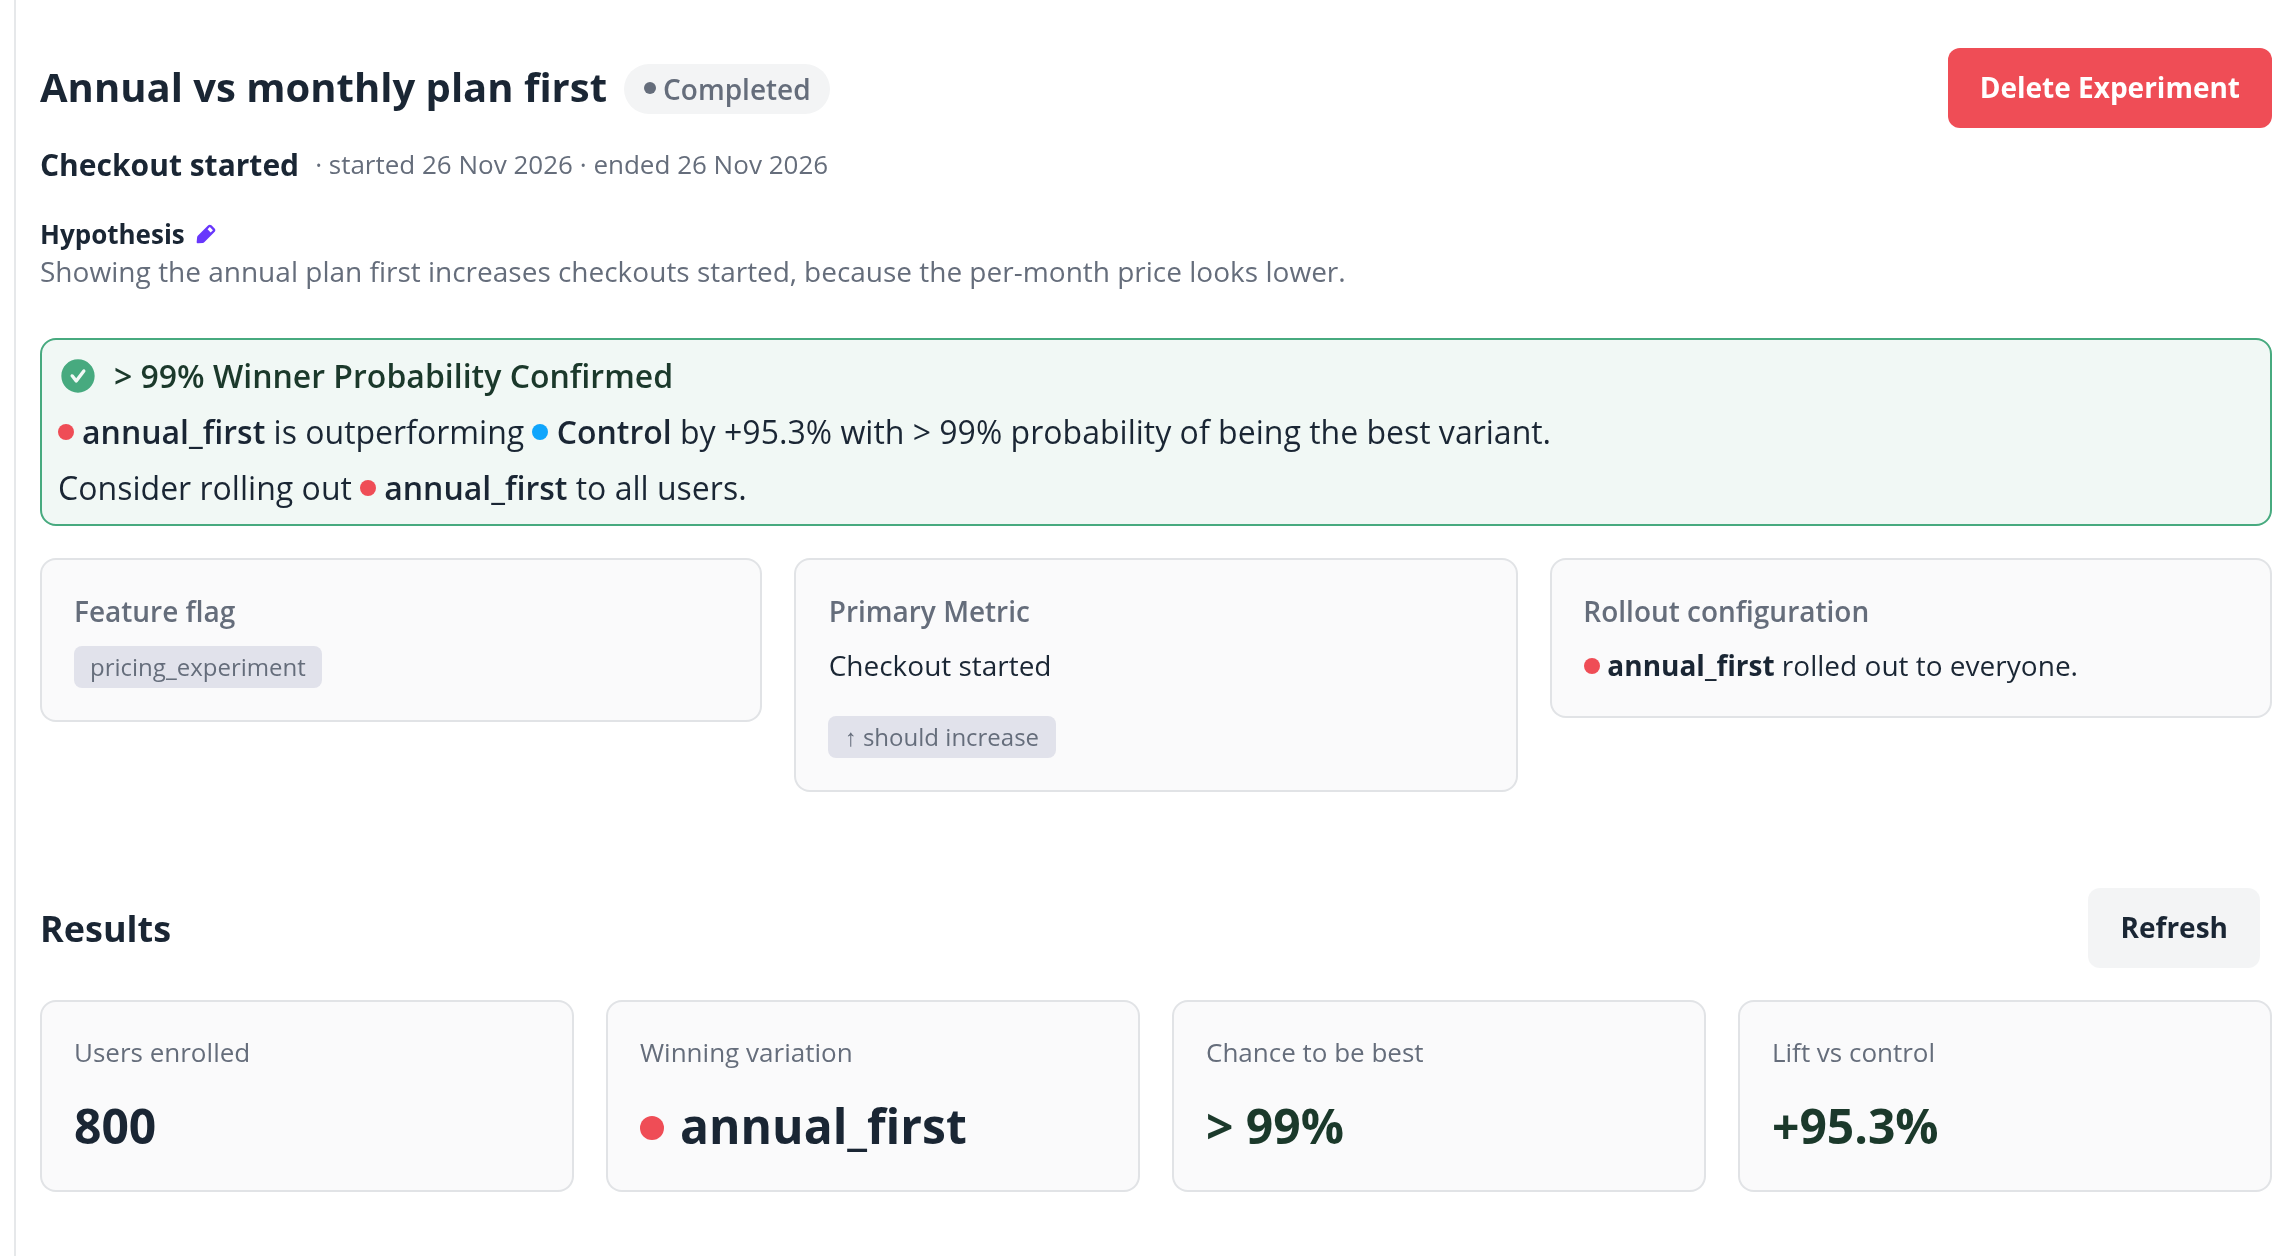 Annual vs monthly plan first
Completed
Delete Experiment
Checkout started · started 26 Nov 2026 · ended 26 Nov 2026
Hypothesis
Showing the annual plan first increases checkouts started, because the per-month price looks lower.
> 99% Winner Probability Confirmed
annual_first is outperforming Control by +95.3% with > 99% probability of being the best variant.
Consider rolling out annual_first to all users.
Feature flag
pricing_experiment
Primary Metric
Checkout started
↑ should increase
Rollout configuration
annual_first rolled out to everyone.
Results
Refresh
Users enrolled
800
Winning variation
annual_first
Chance to be best
> 99%
Lift vs control
+95.3%